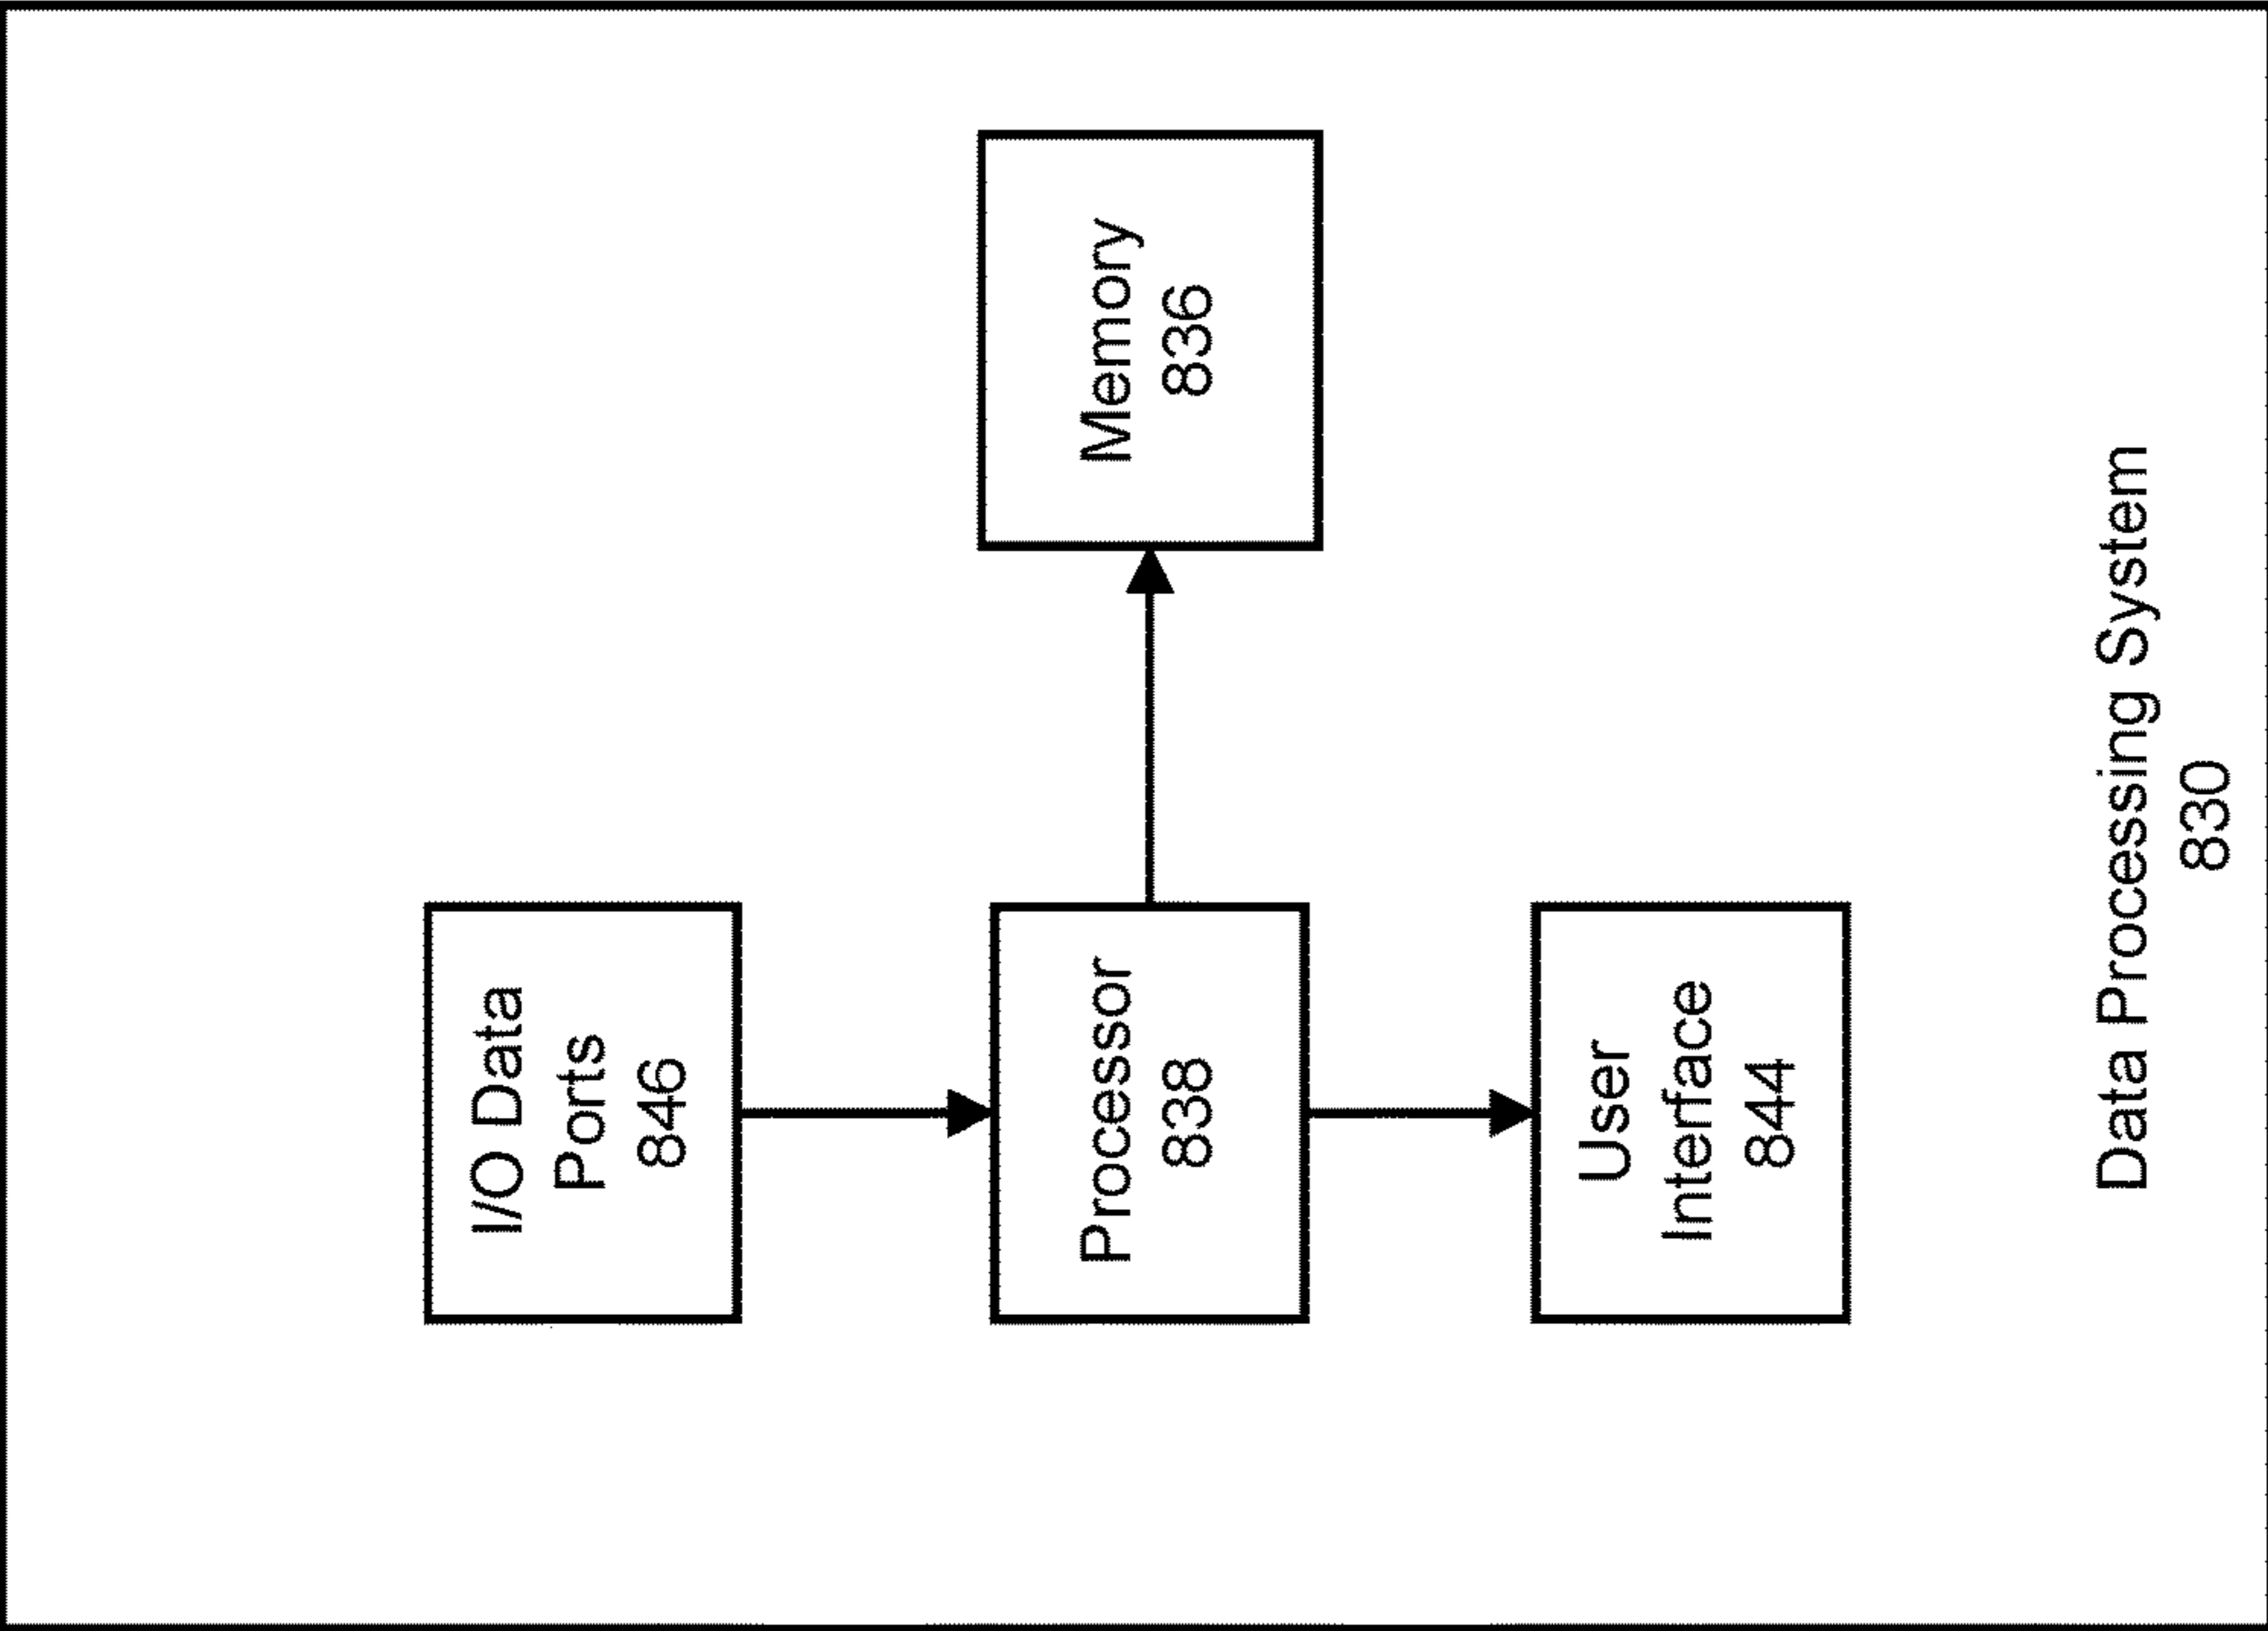 I/O Data
Ports
846
Processor
838
Memory
836
User
Interface
844
Data Processing System
830